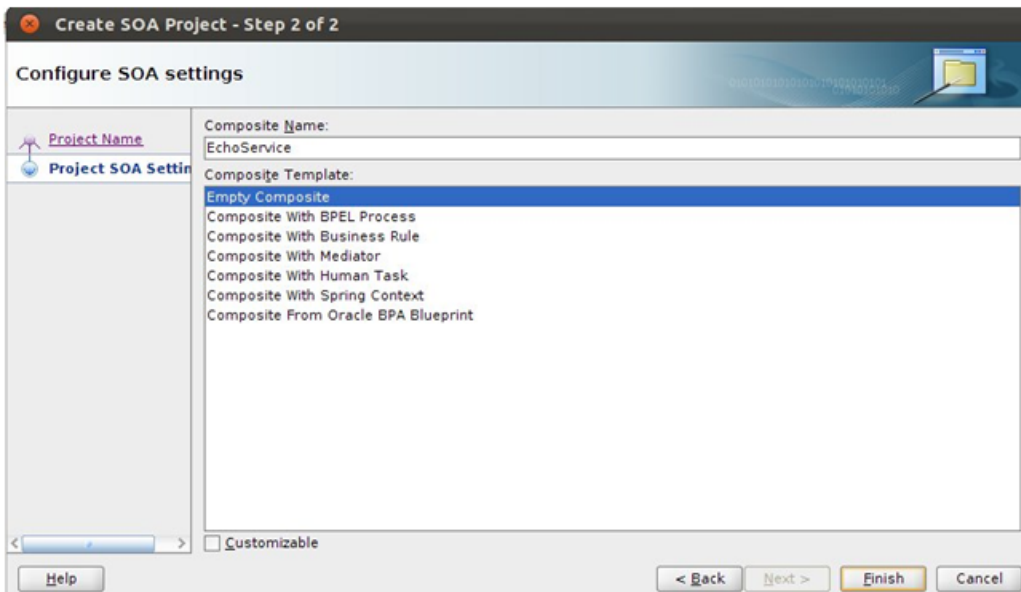 Create SOA Project - Step 2 of 2
Configure SOA settings
Project Name
Project SOA Settin
Composite Name:
EchoService
Composite Template:
Empty Composite
Composite With BPEL Process
Composite With Business Rule
Composite With Mediator
Composite With Human Task
Composite With Spring Context
Composite From Oracle BPA Blueprint
Customizable
Help
< Back
Next >
Finish
Cancel